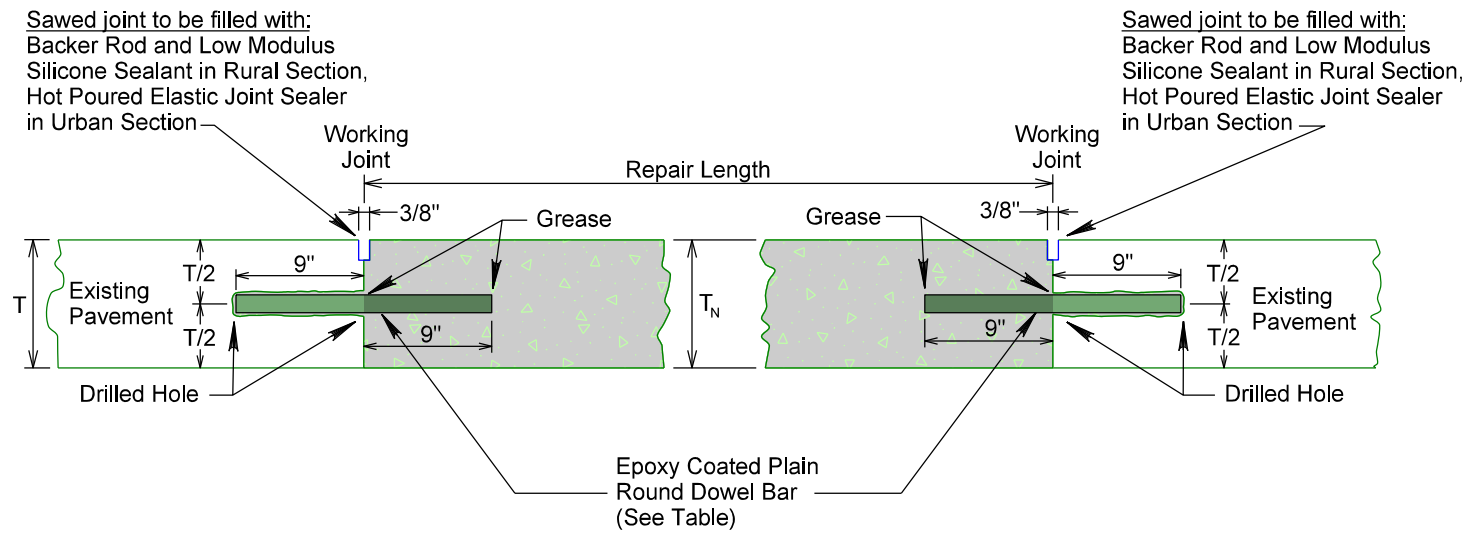 Sawed joint to be filled with:
Backer Rod and Low Modulus
Silicone Sealant in Rural Section,
Hot Poured Elastic Joint Sealer
in Urban Section
Sawed joint to be filled with:
Backer Rod and Low Modulus
Silicone Sealant in Rural Section,
Hot Poured Elastic Joint Sealer
in Urban Section
Working
Joint
Repair Length
Working
Joint
3/8"
Grease
Grease
3/8"
T
T/2
T/2
9"
Existing
Pavement
9"
T_N
9"
9"
T/2
T/2
Existing
Pavement
Drilled Hole
Drilled Hole
Epoxy Coated Plain
Round Dowel Bar
(See Table)